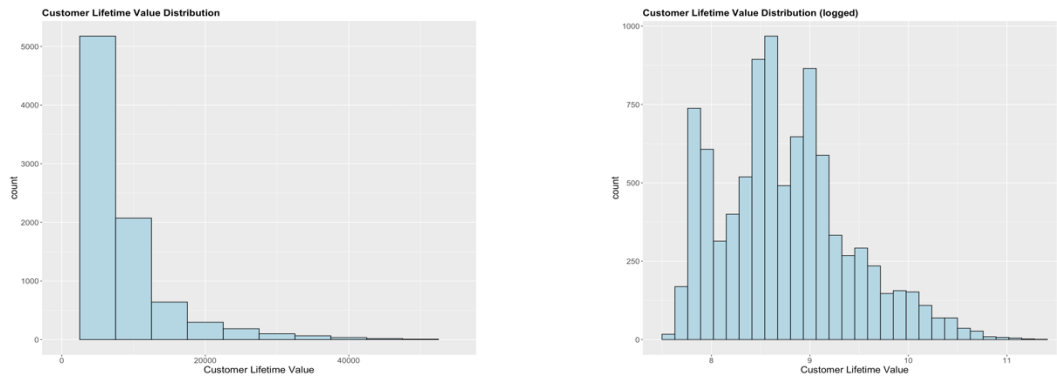 Customer Lifetime Value Distribution
5000
4000
3000
2000
1000
0
count
0 20000 40000
Customer Lifetime Value
Customer Lifetime Value Distribution (logged)
1000
750
500
250
0
count
8 9 10 11
Customer Lifetime Value